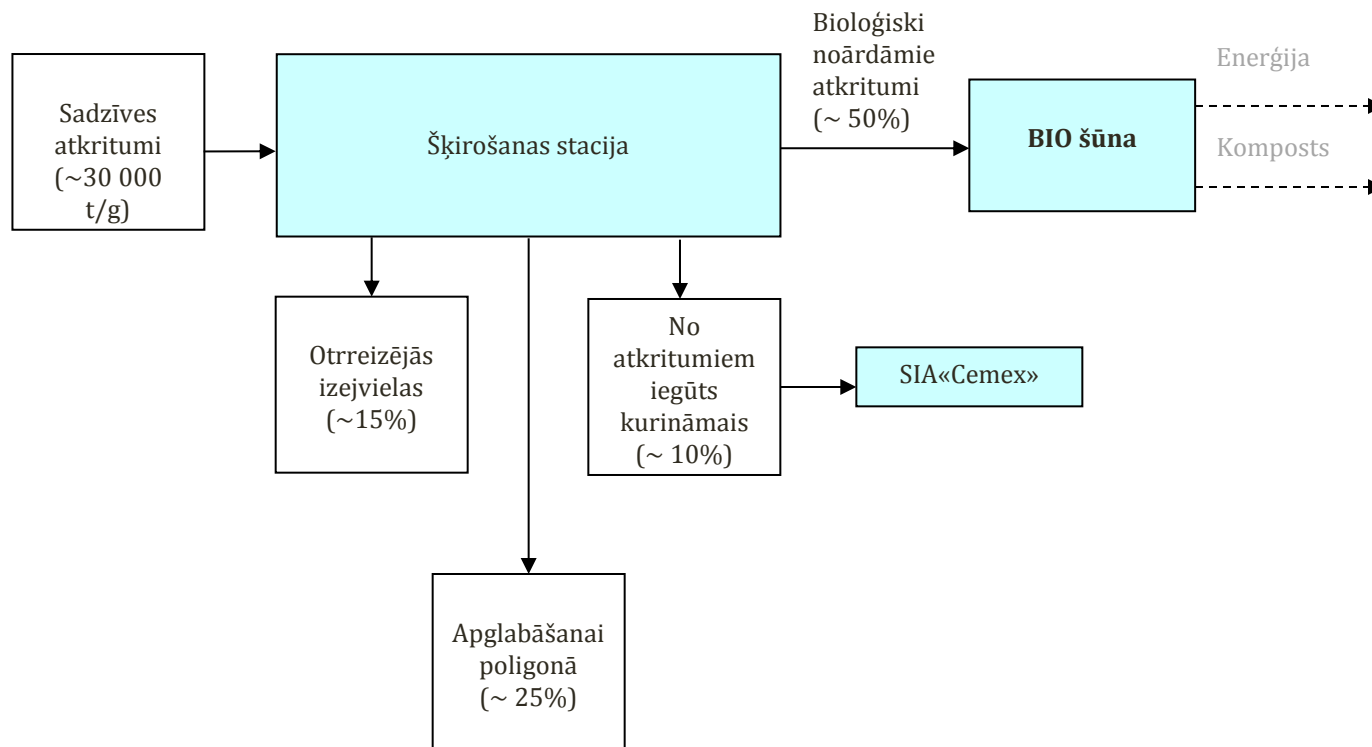 Sadzīves
atkritumi
(~30 000
t/g)
Šķirošanas stacija
Bioloģiski
noārdāmie
atkritumi
(~ 50%)
BIO šūna
Enerģija
Komposts
Otrreizējās
izejvielas
(~15%)
No
atkritumiem
iegūts
kurināmais
(~ 10%)
SIA«Cemex»
Apglabāšanai
poligonā
(~ 25%)